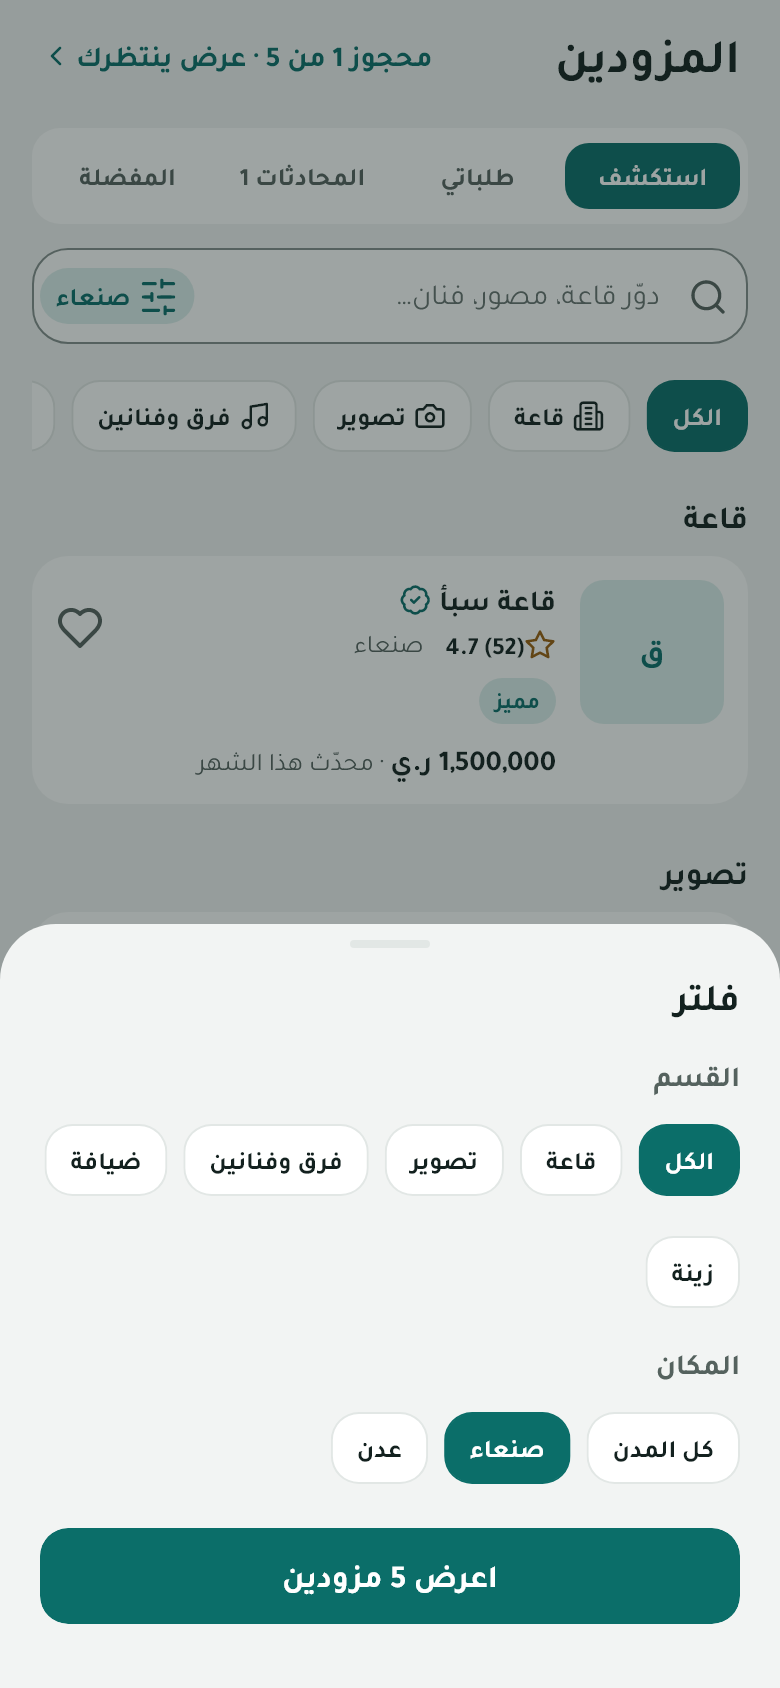 المزودين
محجوز 1 من 5 · عرض ينتظرك
استكشف طلباتي المحادثات 1 المفضلة
دوّر قاعة، مصور، فنان... صنعاء
الكل قاعة تصوير فرق وفنانين
قاعة
ق
قاعة سبأ
4.7 (52) صنعاء
مميز
1,500,000 ر.ي · محدّث هذا الشهر
تصوير
فلتر
القسم
الكل قاعة تصوير فرق وفنانين ضيافة
زينة
المكان
كل المدن صنعاء عدن
اعرض 5 مزودين